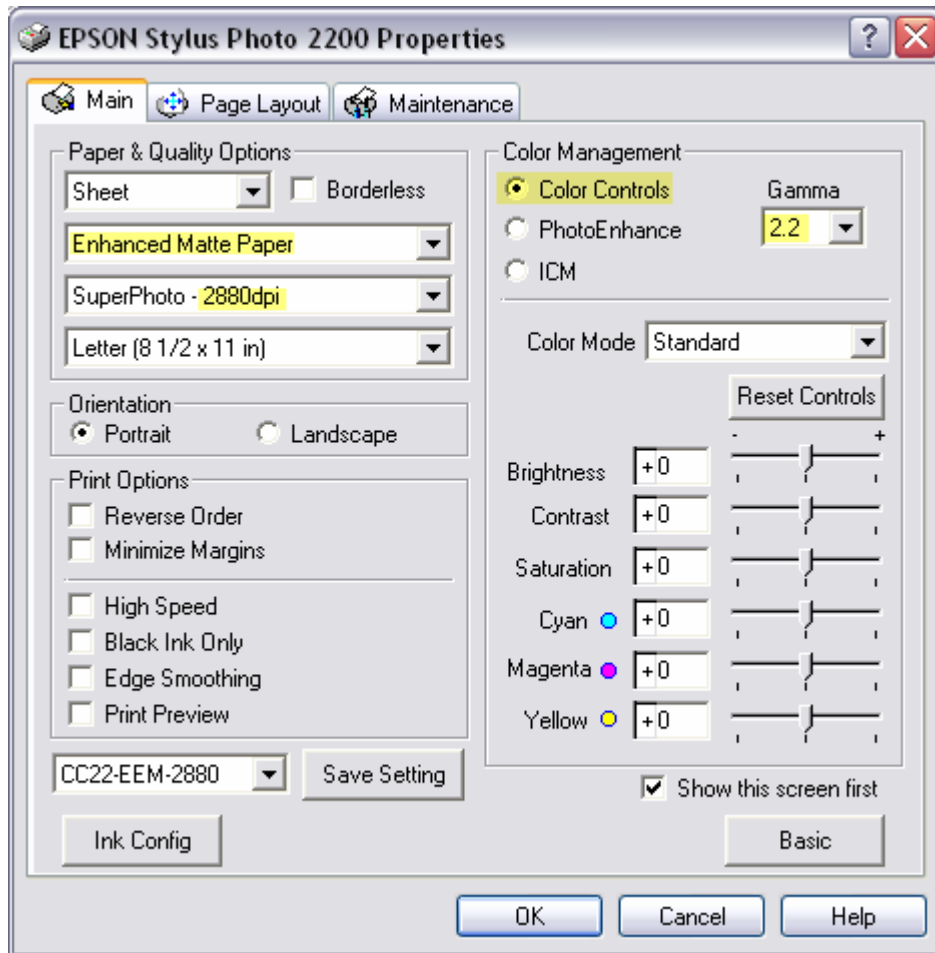 EPSON Stylus Photo 2200 Properties
Main
Page Layout
Maintenance
Paper & Quality Options
Sheet
Borderless
Enhanced Matte Paper
SuperPhoto - 2880dpi
Letter (8 1/2 x 11 in)
Orientation
Portrait
Landscape
Print Options
Reverse Order
Minimize Margins
High Speed
Black Ink Only
Edge Smoothing
Print Preview
CC22-EEM-2880
Save Setting
Ink Config
Color Management
Color Controls
Gamma
PhotoEnhance
2.2
ICM
Color Mode Standard
Reset Controls
- +
Brightness +0
Contrast +0
Saturation +0
Cyan +0
Magenta +0
Yellow +0
Show this screen first
Basic
OK
Cancel
Help